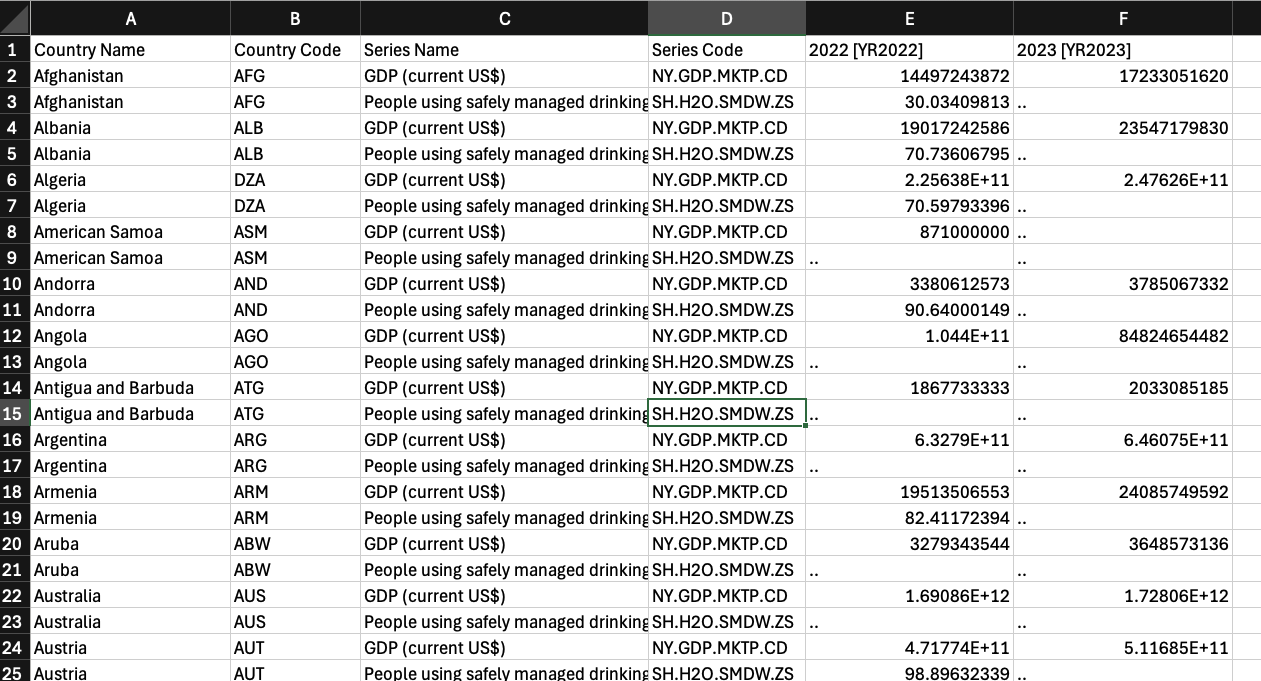 A B C D E F
1 Country Name Country Code Series Name Series Code 2022 [YR2022] 2023 [YR2023]
2 Afghanistan AFG GDP (current US$) NY.GDP.MKTP.CD 14497243872 17233051620
3 Afghanistan AFG People using safely managed drinking SH.H2O.SMDW.ZS 30.03409813 ..
4 Albania ALB GDP (current US$) NY.GDP.MKTP.CD 19017242586 23547179830
5 Albania ALB People using safely managed drinking SH.H2O.SMDW.ZS 70.73606795 ..
6 Algeria DZA GDP (current US$) NY.GDP.MKTP.CD 2.25638E+11 2.47626E+11
7 Algeria DZA People using safely managed drinking SH.H2O.SMDW.ZS 70.59793396 ..
8 American Samoa ASM GDP (current US$) NY.GDP.MKTP.CD 871000000 ..
9 American Samoa ASM People using safely managed drinking SH.H2O.SMDW.ZS .. ..
10 Andorra AND GDP (current US$) NY.GDP.MKTP.CD 3380612573 3785067332
11 Andorra AND People using safely managed drinking SH.H2O.SMDW.ZS 90.64000149 ..
12 Angola AGO GDP (current US$) NY.GDP.MKTP.CD 1.044E+11 84824654482
13 Angola AGO People using safely managed drinking SH.H2O.SMDW.ZS .. ..
14 Antigua and Barbuda ATG GDP (current US$) NY.GDP.MKTP.CD 1867733333 2033085185
15 Antigua and Barbuda ATG People using safely managed drinking SH.H2O.SMDW.ZS .. ..
16 Argentina ARG GDP (current US$) NY.GDP.MKTP.CD 6.3279E+11 6.46075E+11
17 Argentina ARG People using safely managed drinking SH.H2O.SMDW.ZS .. ..
18 Armenia ARM GDP (current US$) NY.GDP.MKTP.CD 19513506553 24085749592
19 Armenia ARM People using safely managed drinking SH.H2O.SMDW.ZS 82.41172394 ..
20 Aruba ABW GDP (current US$) NY.GDP.MKTP.CD 3279343544 3648573136
21 Aruba ABW People using safely managed drinking SH.H2O.SMDW.ZS .. ..
22 Australia AUS GDP (current US$) NY.GDP.MKTP.CD 1.69086E+12 1.72806E+12
23 Australia AUS People using safely managed drinking SH.H2O.SMDW.ZS .. ..
24 Austria AUT GDP (current US$) NY.GDP.MKTP.CD 4.71774E+11 5.11685E+11
25 Austria AUT People using safely managed drinking SH.H2O.SMDW.ZS 98.89632339 ..